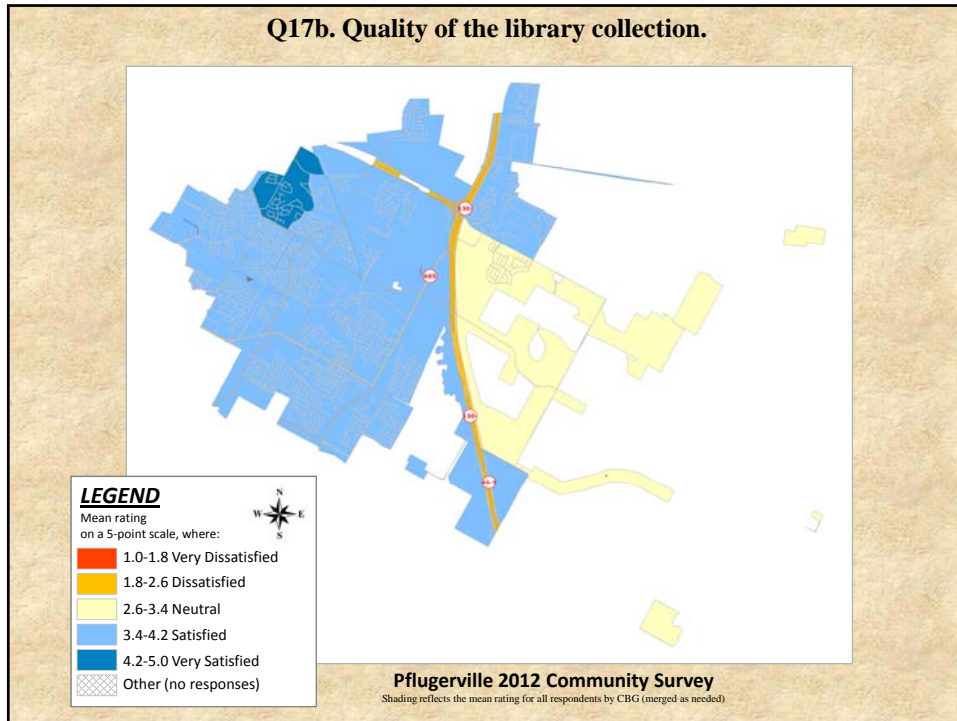 Q17b. Quality of the library collection.
130
685
130
LEGEND
N
W E
S
Mean rating
on a 5-point scale, where:
1.0-1.8 Very Dissatisfied
1.8-2.6 Dissatisfied
2.6-3.4 Neutral
3.4-4.2 Satisfied
4.2-5.0 Very Satisfied
Other (no responses)
Pflugerville 2012 Community Survey
Shading reflects the mean rating for all respondents by CBG (merged as needed)